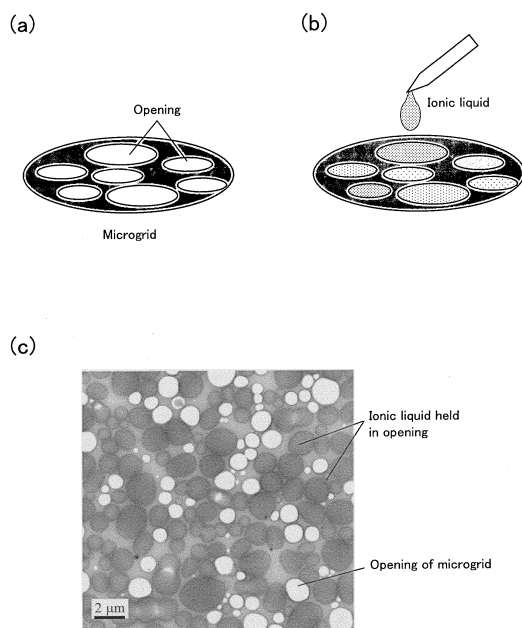 (a)
Opening
Microgrid
(b)
Ionic liquid
(c)
Ionic liquid held
in opening
Opening of microgrid
2 μm